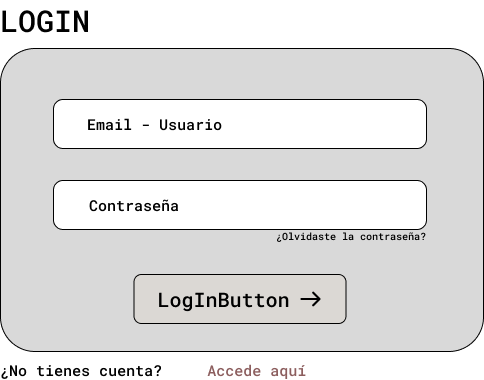 LOGIN
Email - Usuario
Contraseña
¿Olvidaste la contraseña?
LogInButton →
¿No tienes cuenta? Accede aquí